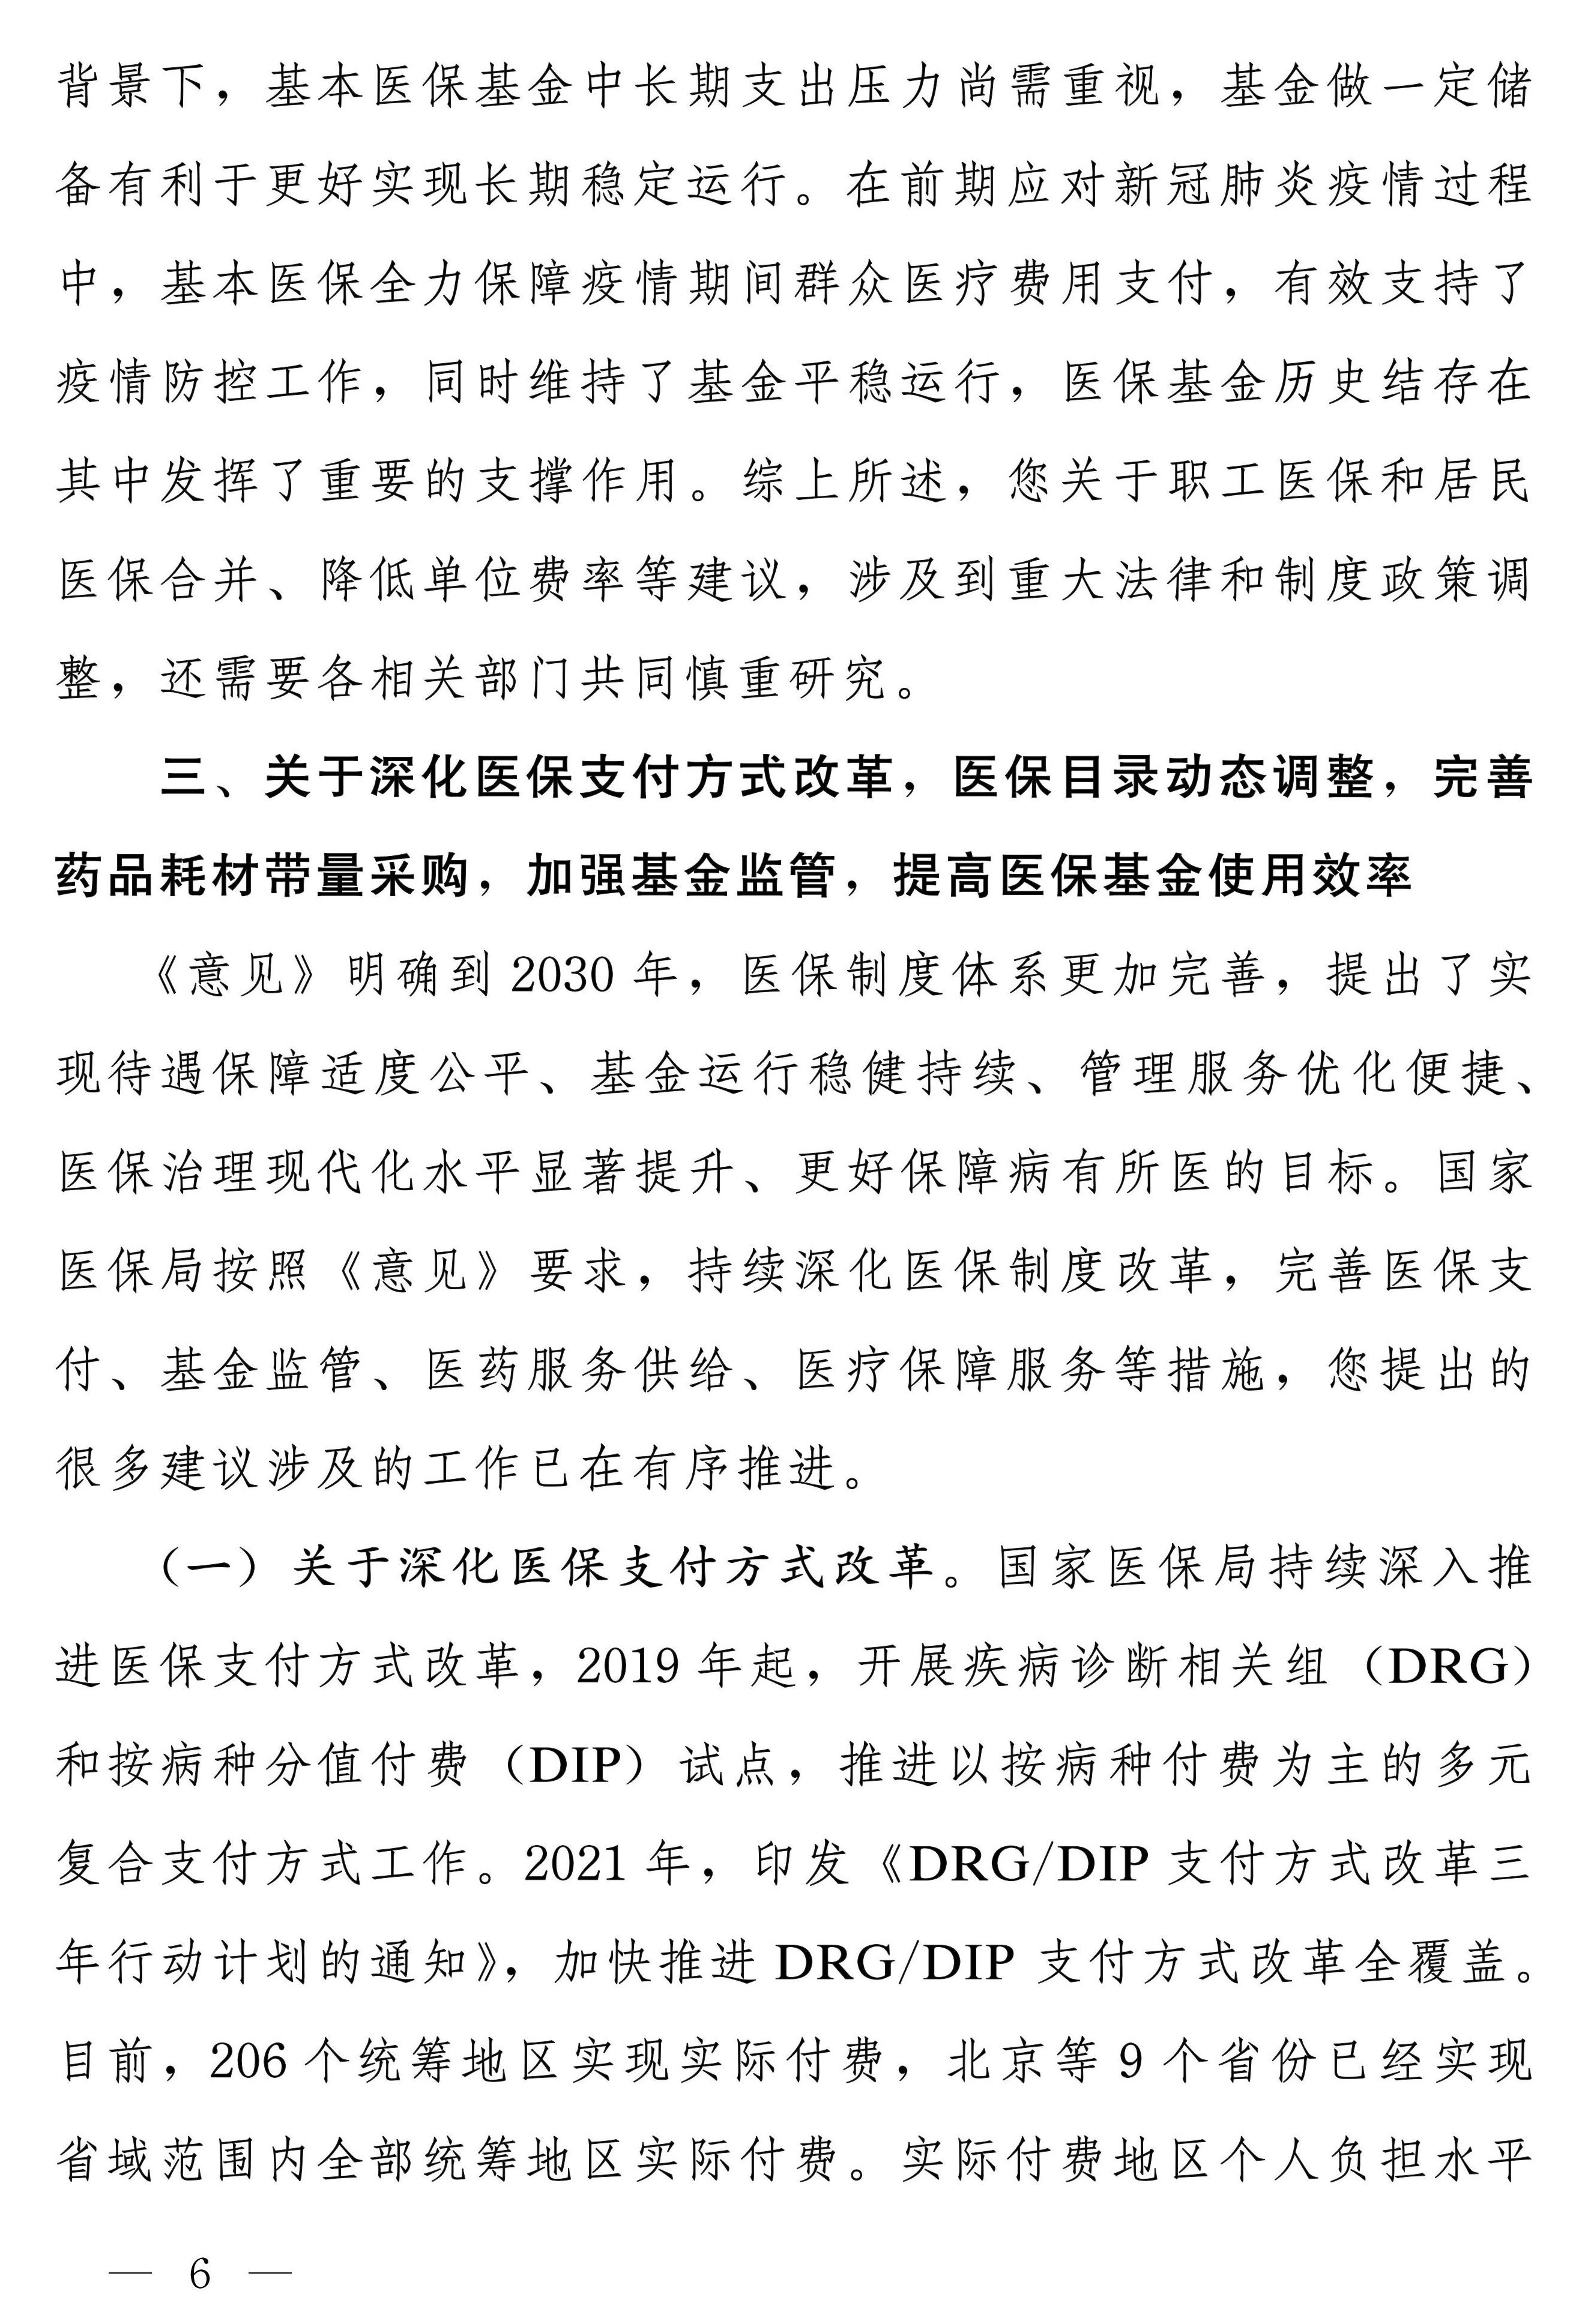 背景下，基本医保基金中长期支出压力尚需重视，基金做一定储
备有利于更好实现长期稳定运行。在前期应对新冠肺炎疫情过程
中，基本医保全力保障疫情期间群众医疗费用支付，有效支持了
疫情防控工作，同时维持了基金平稳运行，医保基金历史结存在
其中发挥了重要的支撑作用。综上所述，您关于职工医保和居民
医保合并、降低单位费率等建议，涉及到重大法律和制度政策调
整，还需要各相关部门共同慎重研究。
三、关于深化医保支付方式改革，医保目录动态调整，完善
药品耗材带量采购，加强基金监管，提高医保基金使用效率
《意见》明确到 2030 年，医保制度体系更加完善，提出了实
现待遇保障适度公平、基金运行稳健持续、管理服务优化便捷、
医保治理现代化水平显著提升、更好保障病有所医的目标。国家
医保局按照《意见》要求，持续深化医保制度改革，完善医保支
付、基金监管、医药服务供给、医疗保障服务等措施，您提出的
很多建议涉及的工作已在有序推进。
（一）关于深化医保支付方式改革。国家医保局持续深入推
进医保支付方式改革，2019 年起，开展疾病诊断相关组（DRG）
和按病种分值付费（DIP）试点，推进以按病种付费为主的多元
复合支付方式工作。2021 年，印发《DRG/DIP 支付方式改革三
年行动计划的通知》，加快推进 DRG/DIP 支付方式改革全覆盖。
目前，206 个统筹地区实现实际付费，北京等 9 个省份已经实现
省域范围内全部统筹地区实际付费。实际付费地区个人负担水平
— 6 —